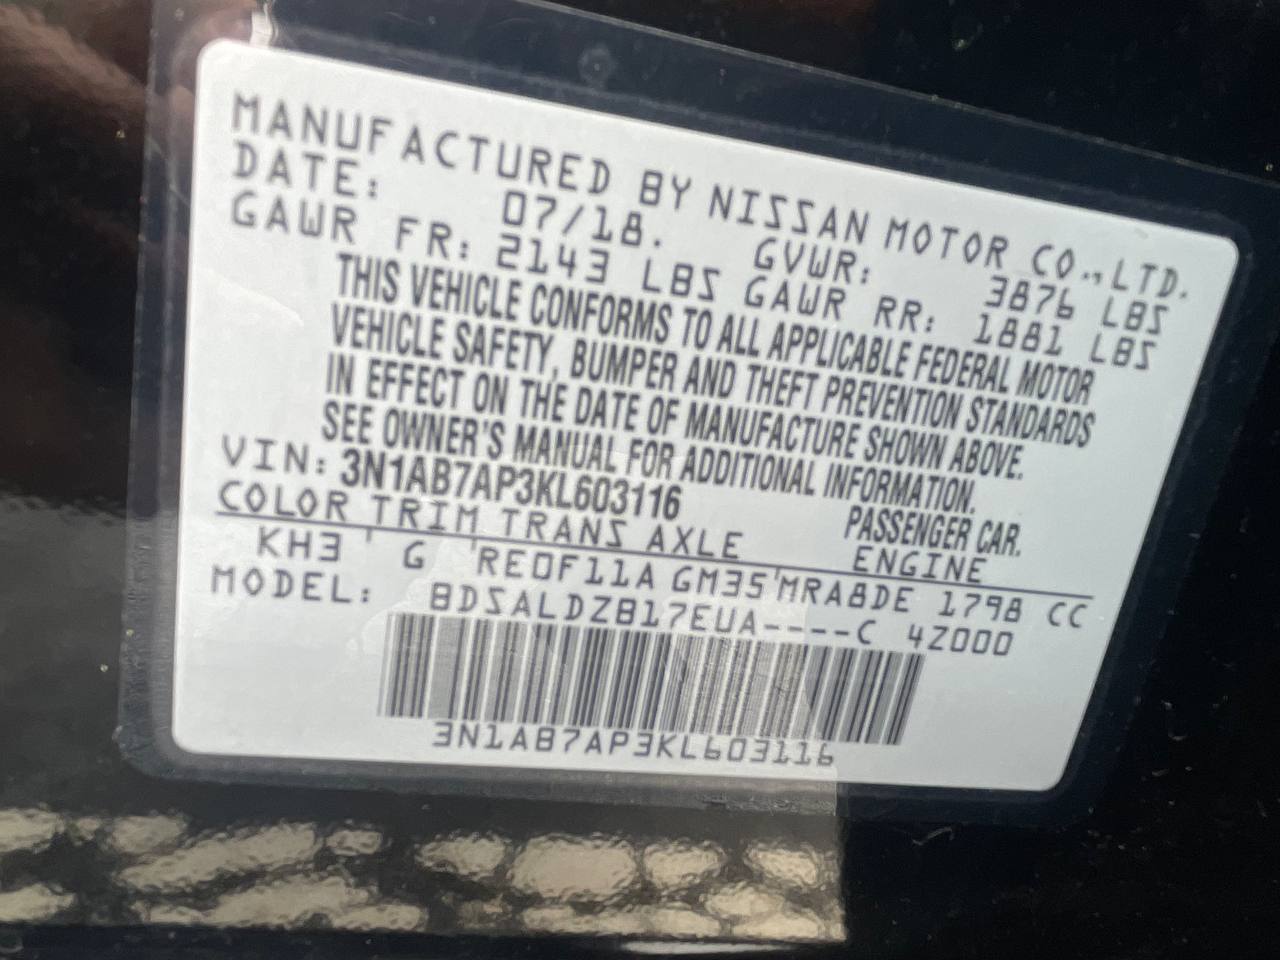 MANUFACTURED BY NISSAN MOTOR CO., LTD.
DATE: 07/18. GVWR: 3876 LBS
GAWR FR: 2143 LBS GAWR RR: 1881 LBS
THIS VEHICLE CONFORMS TO ALL APPLICABLE FEDERAL MOTOR
VEHICLE SAFETY, BUMPER AND THEFT PREVENTION STANDARDS
IN EFFECT ON THE DATE OF MANUFACTURE SHOWN ABOVE.
SEE OWNER'S MANUAL FOR ADDITIONAL INFORMATION.
VIN: 3N1AB7AP3KL603116 PASSENGER CAR.
COLOR TRIM TRANS AXLE ENGINE
KH3 G RE0F11A GM35 MRA8DE 1798 CC
MODEL: BDSALDZB17EUA----C 4Z000
3N1AB7AP3KL603116